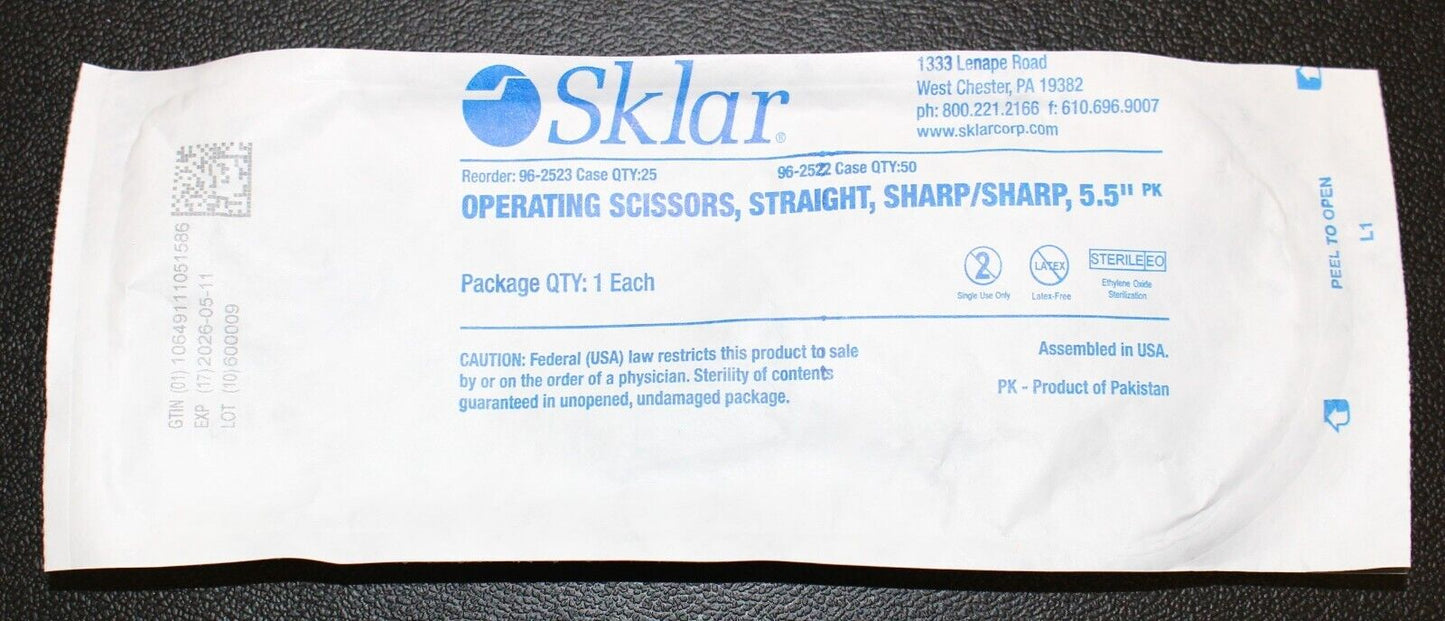 Sklar®
1333 Lenape Road
West Chester, PA 19382
ph: 800.221.2166 f: 610.696.9007
www.sklarcorp.com
Reorder: 96-2523 Case QTY:25 96-2522 Case QTY:50
OPERATING SCISSORS, STRAIGHT, SHARP/SHARP, 5.5" PK
Package QTY: 1 Each
2
Single Use Only
LATEX
Latex-Free
STERILE EO
Ethylene Oxide
Sterilization
CAUTION: Federal (USA) law restricts this product to sale
by or on the order of a physician. Sterility of contents
guaranteed in unopened, undamaged package.
Assembled in USA.
PK - Product of Pakistan
GTIN (01)10649111051586
EXP (17)2026-05-11
LOT (10)600009
PEEL TO OPEN
L1